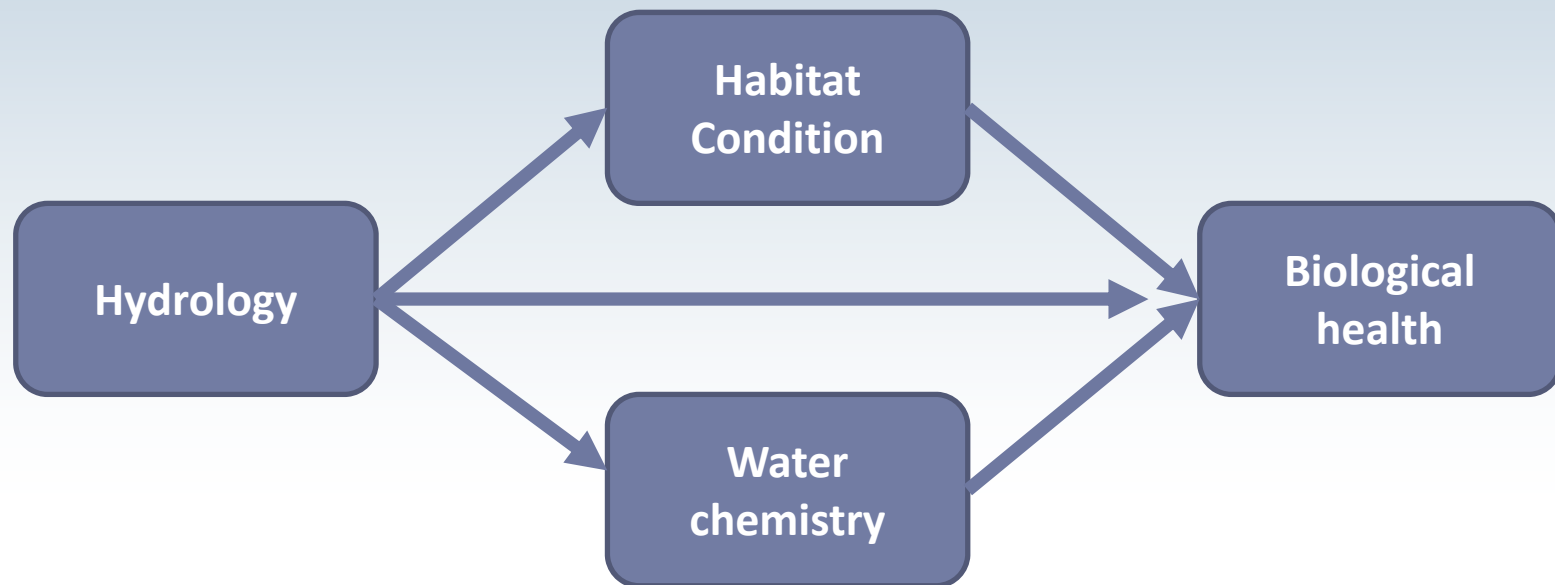 Habitat
Condition
Hydrology
Biological
health
Water
chemistry